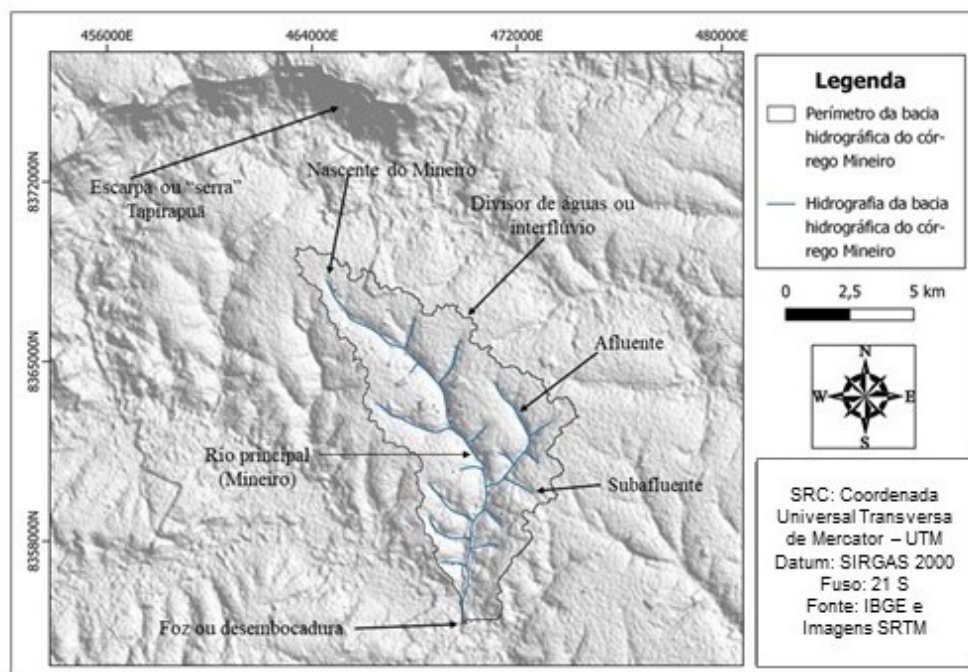 456000E
464000E
472000E
480000E
8372000N
8365000N
8358000N
Escarpa ou “serra”
Tapirapuã
Nascente do Mineiro
Divisor de águas ou
interflúvio
Afluente
Rio principal
(Mineiro)
Subafluente
Foz ou desembocadura
Legenda
Perímetro da bacia
hidrográfica do cór-
rego Mineiro
Hidrografia da bacia
hidrográfica do cór-
rego Mineiro
0 2,5 5 km
N
W E
S
SRC: Coordenada
Universal Transversa
de Mercator – UTM
Datum: SIRGAS 2000
Fuso: 21 S
Fonte: IBGE e
Imagens SRTM